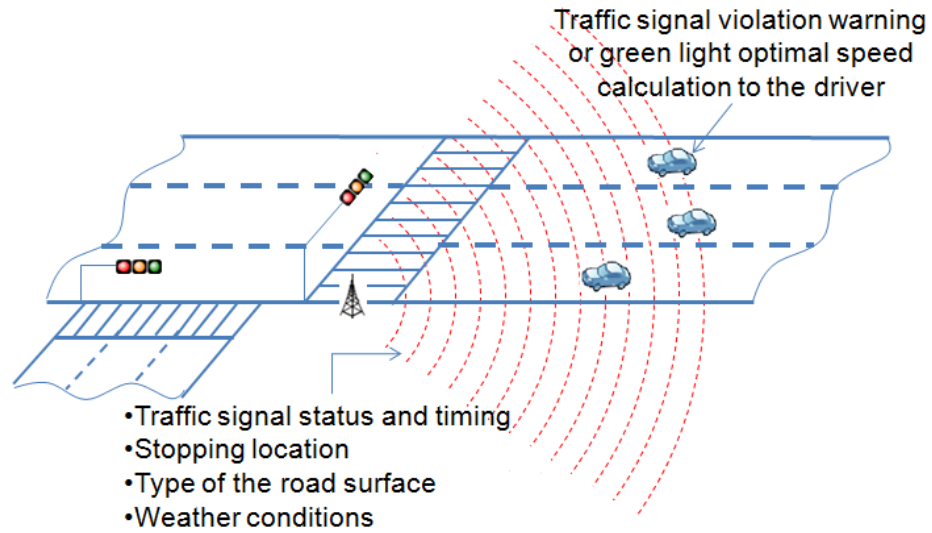 Traffic signal violation warning
or green light optimal speed
calculation to the driver
•Traffic signal status and timing
•Stopping location
•Type of the road surface
•Weather conditions